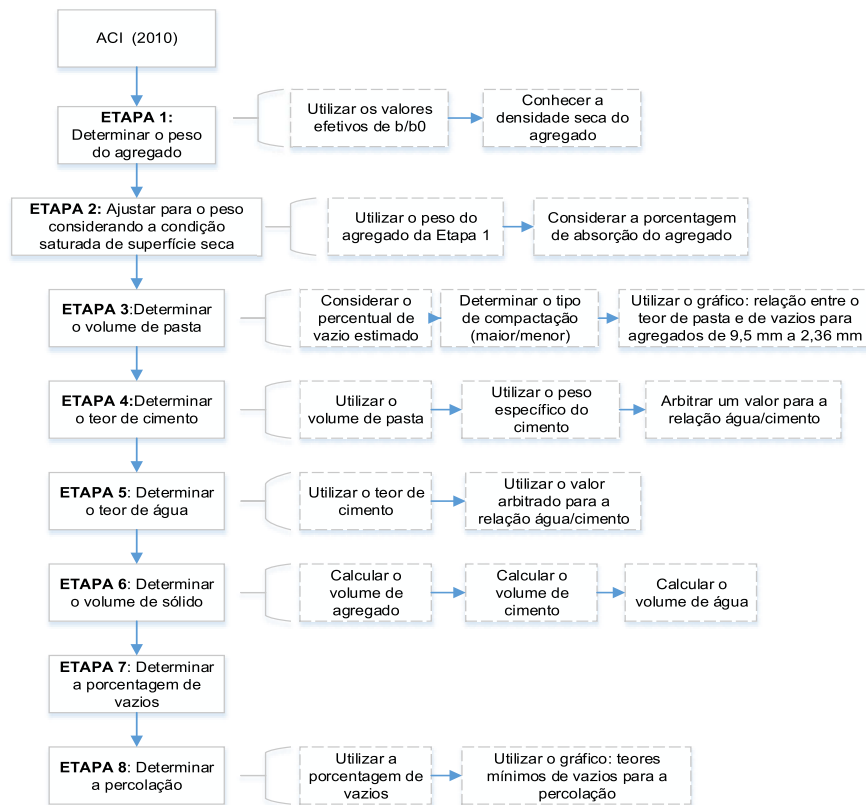 ACI (2010)
ETAPA 1:
Determinar o peso
do agregado
Utilizar os valores
efetivos de b/b0
Conhecer a
densidade seca do
agregado
ETAPA 2: Ajustar para o peso
considerando a condição
saturada de superfície seca
Utilizar o peso do
agregado da Etapa 1
Considerar a porcentagem
de absorção do agregado
ETAPA 3:Determinar
o volume de pasta
Considerar o
percentual de
vazio estimado
Determinar o tipo
de compactação
(maior/menor)
Utilizar o gráfico: relação entre o
teor de pasta e de vazios para
agregados de 9,5 mm a 2,36 mm
ETAPA 4:Determinar
o teor de cimento
Utilizar o
volume de pasta
Utilizar o peso
específico do
cimento
Arbitrar um valor para a
relação água/cimento
ETAPA 5: Determinar
o teor de água
Utilizar o teor de
cimento
Utilizar o valor
arbitrado para a
relação água/cimento
ETAPA 6: Determinar
o volume de sólido
Calcular o
volume de
agregado
Calcular o
volume de
cimento
Calcular o
volume de água
ETAPA 7: Determinar
a porcentagem de
vazios
ETAPA 8: Determinar
a percolação
Utilizar a
porcentagem de
vazios
Utilizar o gráfico: teores
mínimos de vazios para a
percolação